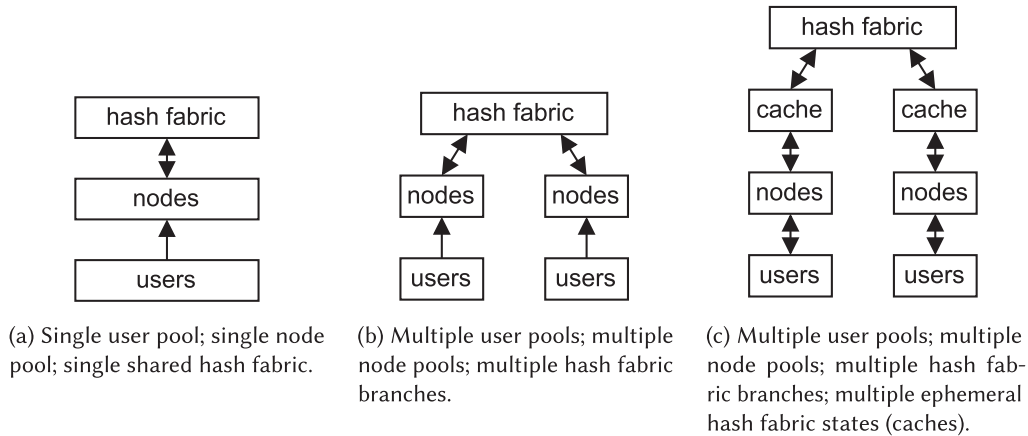 hash fabric
nodes
users
(a) Single user pool; single node
pool; single shared hash fabric.
hash fabric
nodes nodes
users users
(b) Multiple user pools; multiple
node pools; multiple hash fabric
branches.
hash fabric
cache cache
nodes nodes
users users
(c) Multiple user pools; multiple
node pools; multiple hash fab-
ric branches; multiple ephemeral
hash fabric states (caches).